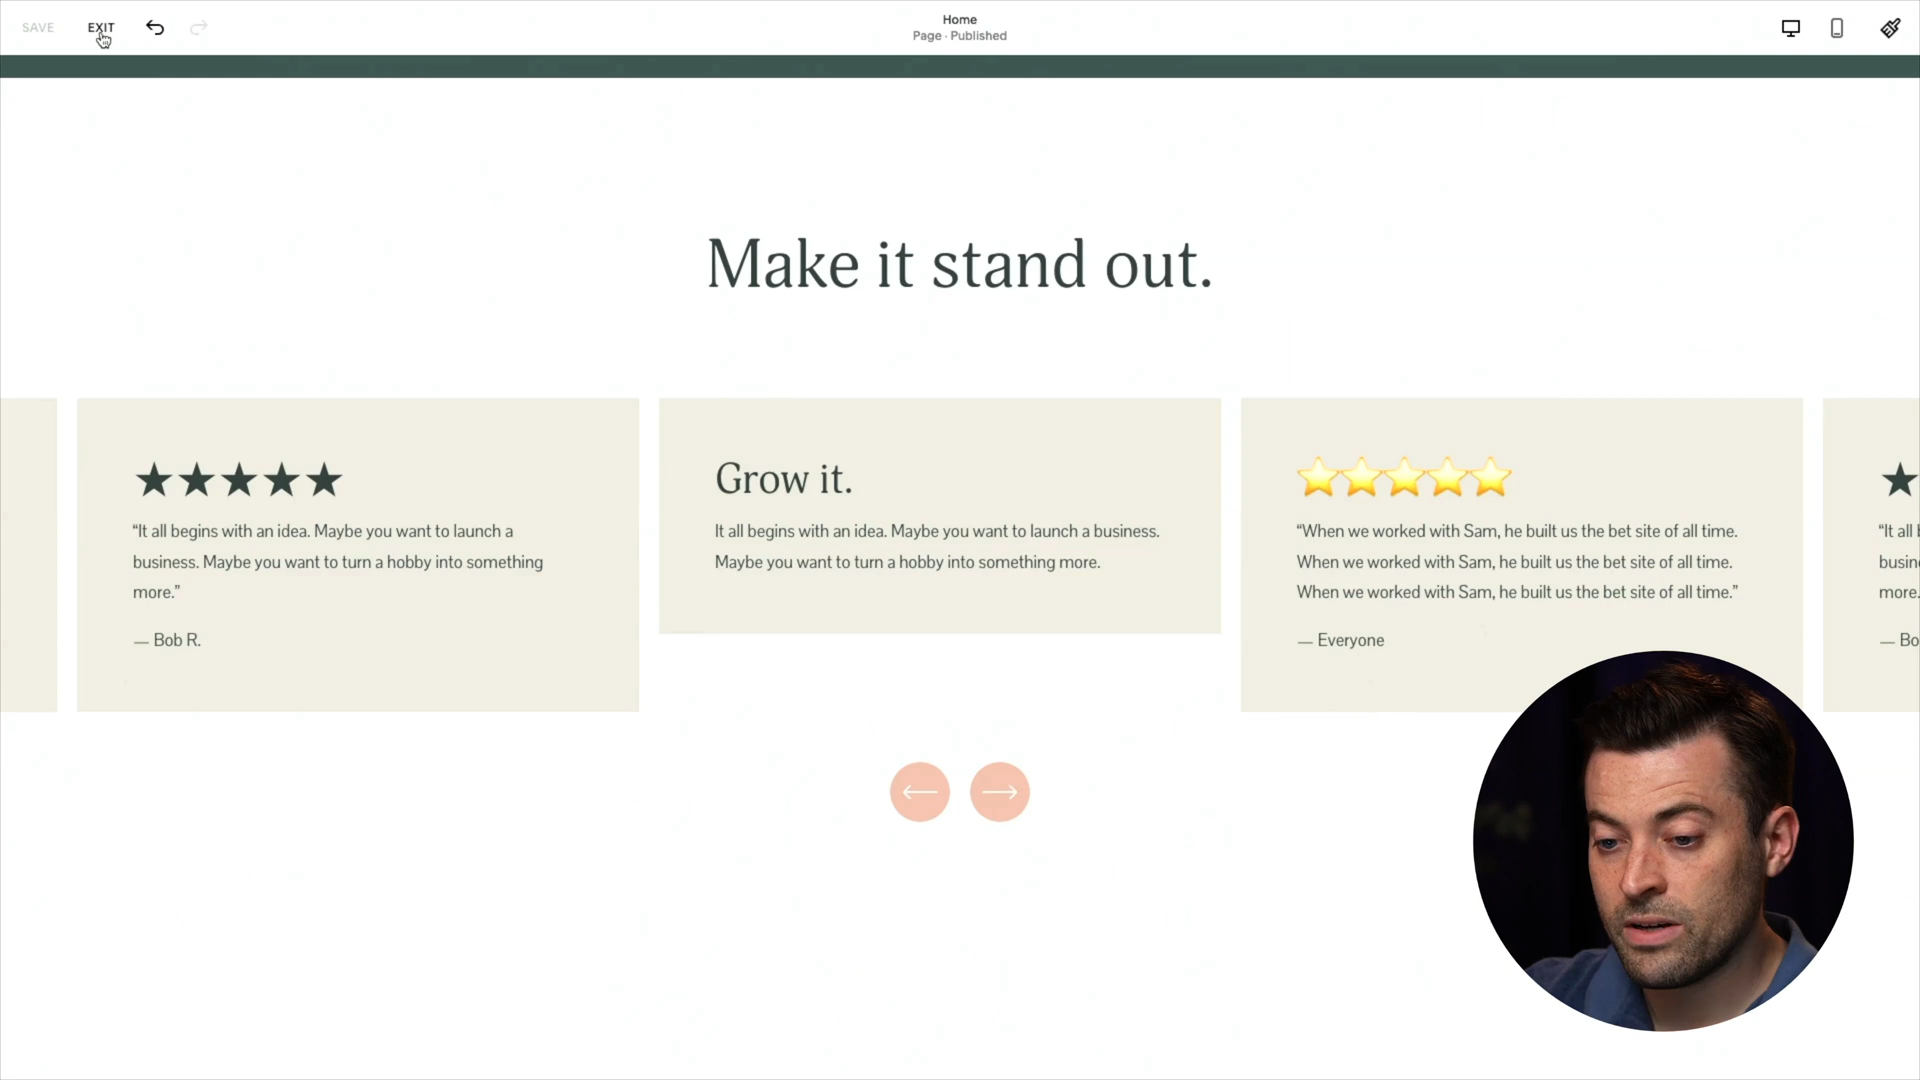 SAVE
EXIT
Home
Page · Published
Make it stand out.
★★★★★
“It all begins with an idea. Maybe you want to launch a
business. Maybe you want to turn a hobby into something
more.”
— Bob R.
Grow it.
It all begins with an idea. Maybe you want to launch a business.
Maybe you want to turn a hobby into something more.
⭐⭐⭐⭐⭐
“When we worked with Sam, he built us the bet site of all time.
When we worked with Sam, he built us the bet site of all time.
When we worked with Sam, he built us the bet site of all time.”
— Everyone
★
“It all
busin
more.
— Bo